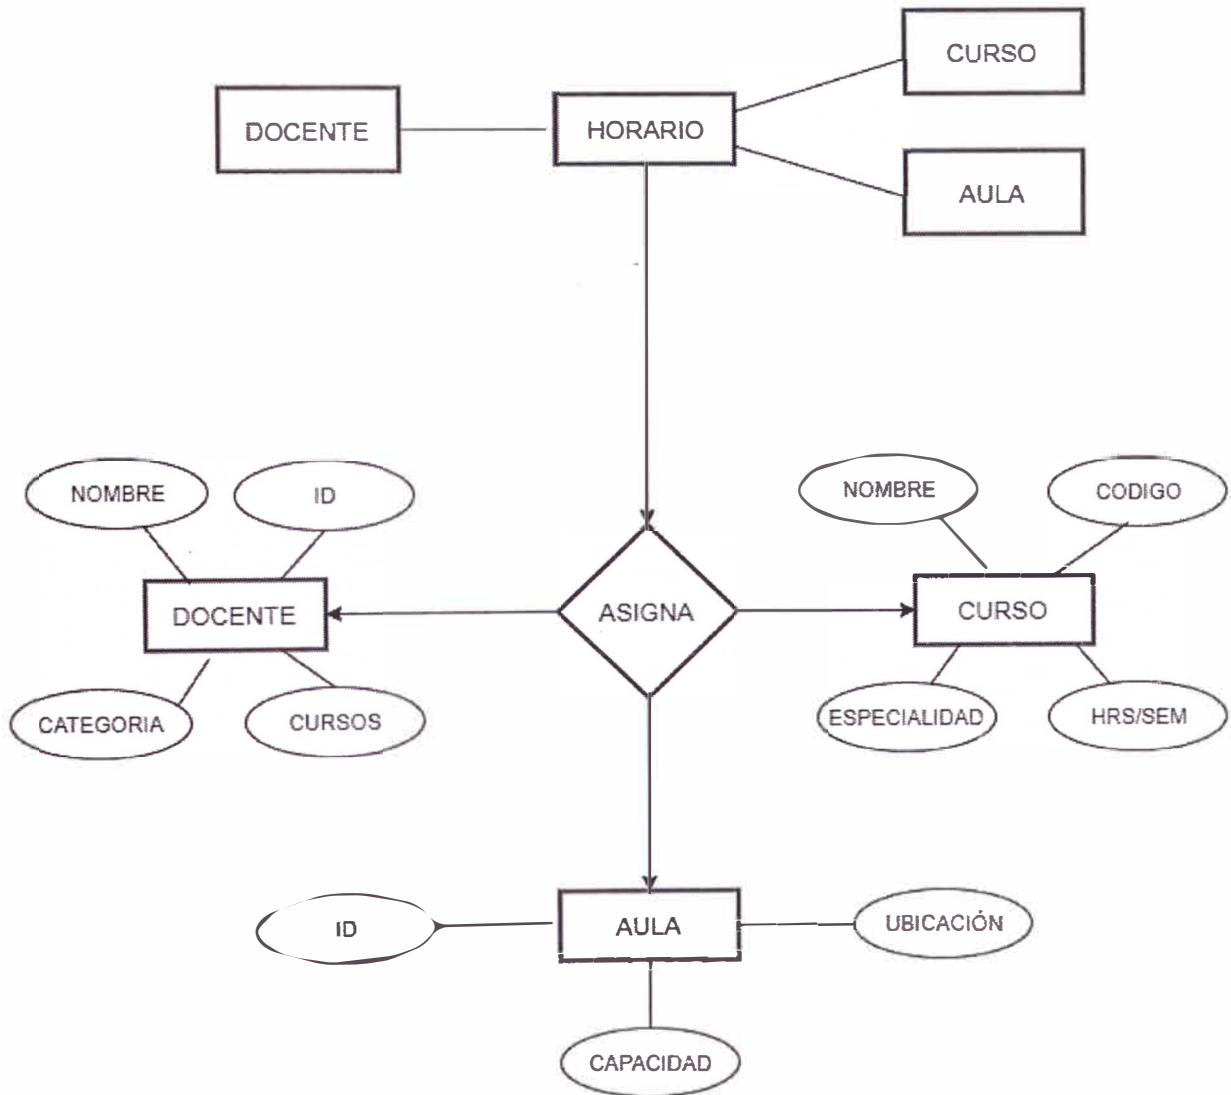 CURSO
DOCENTE
HORARIO
AULA
NOMBRE
ID
NOMBRE
CODIGO
DOCENTE
ASIGNA
CURSO
CATEGORIA
CURSOS
ESPECIALIDAD
HRS/SEM
ID
AULA
UBICACIÓN
CAPACIDAD